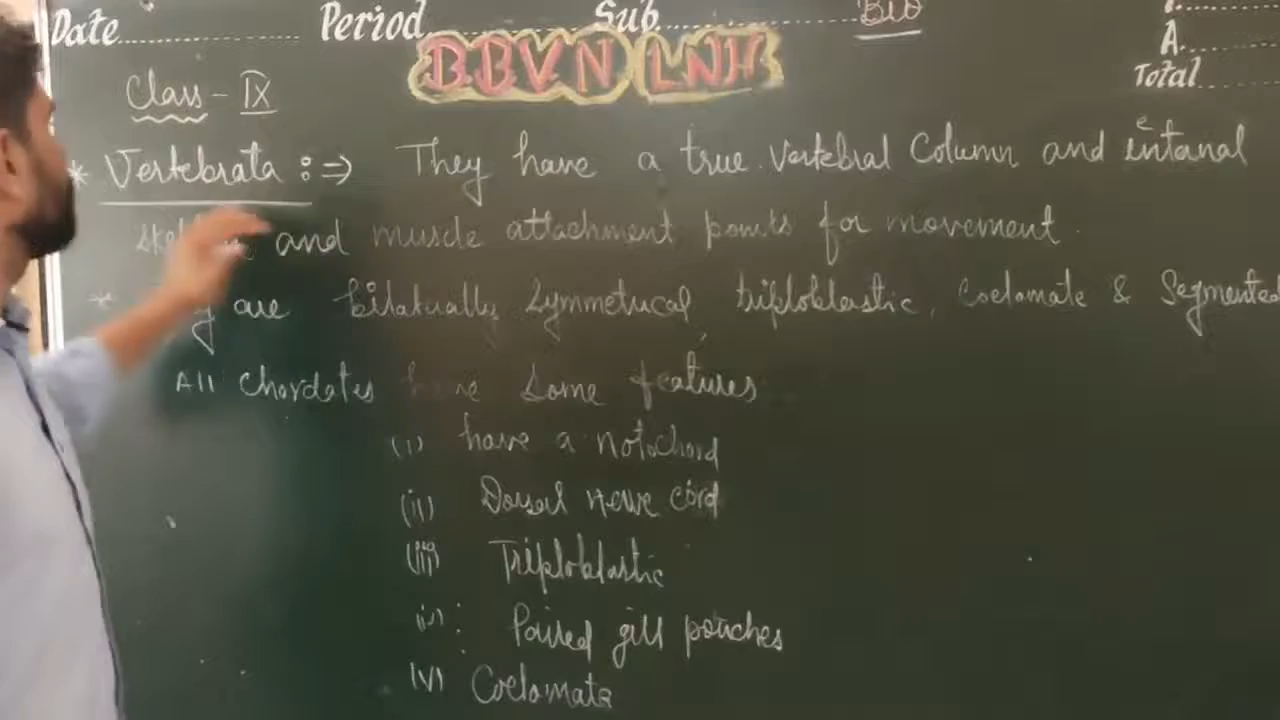 Date............ Period............ Sub............ Bio
A............
Total............
BBVN LNH
Class - IX
* Vertebrata :⇒ They have a true vertebral Column and entanal
and muscle attachment points for movement.
* are bilaterally Symmetrical, triploblastic, Coelomate & Segmented
All Chordates have Some features
(i) have a notochord
(ii) Dorsal nerve cord
(iii) Triploblastic
(iv) Paired gill pouches
(v) Coelomate